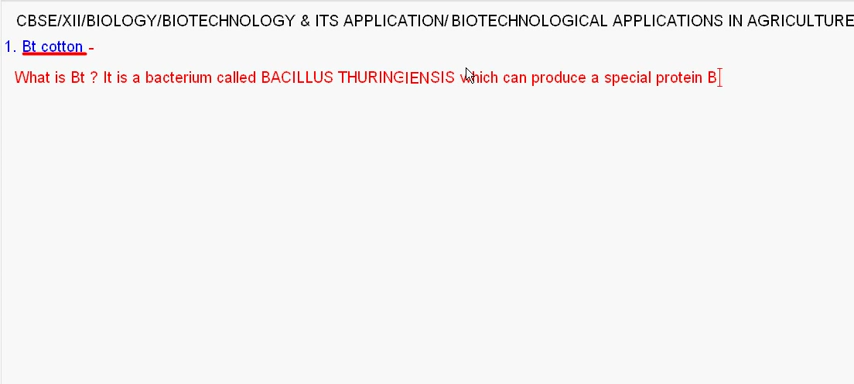 CBSE/XII/BIOLOGY/BIOTECHNOLOGY & ITS APPLICATION/BIOTECHNOLOGICAL APPLICATIONS IN AGRICULTURE
1. Bt cotton -
What is Bt ? It is a bacterium called BACILLUS THURINGIENSIS which can produce a special protein B